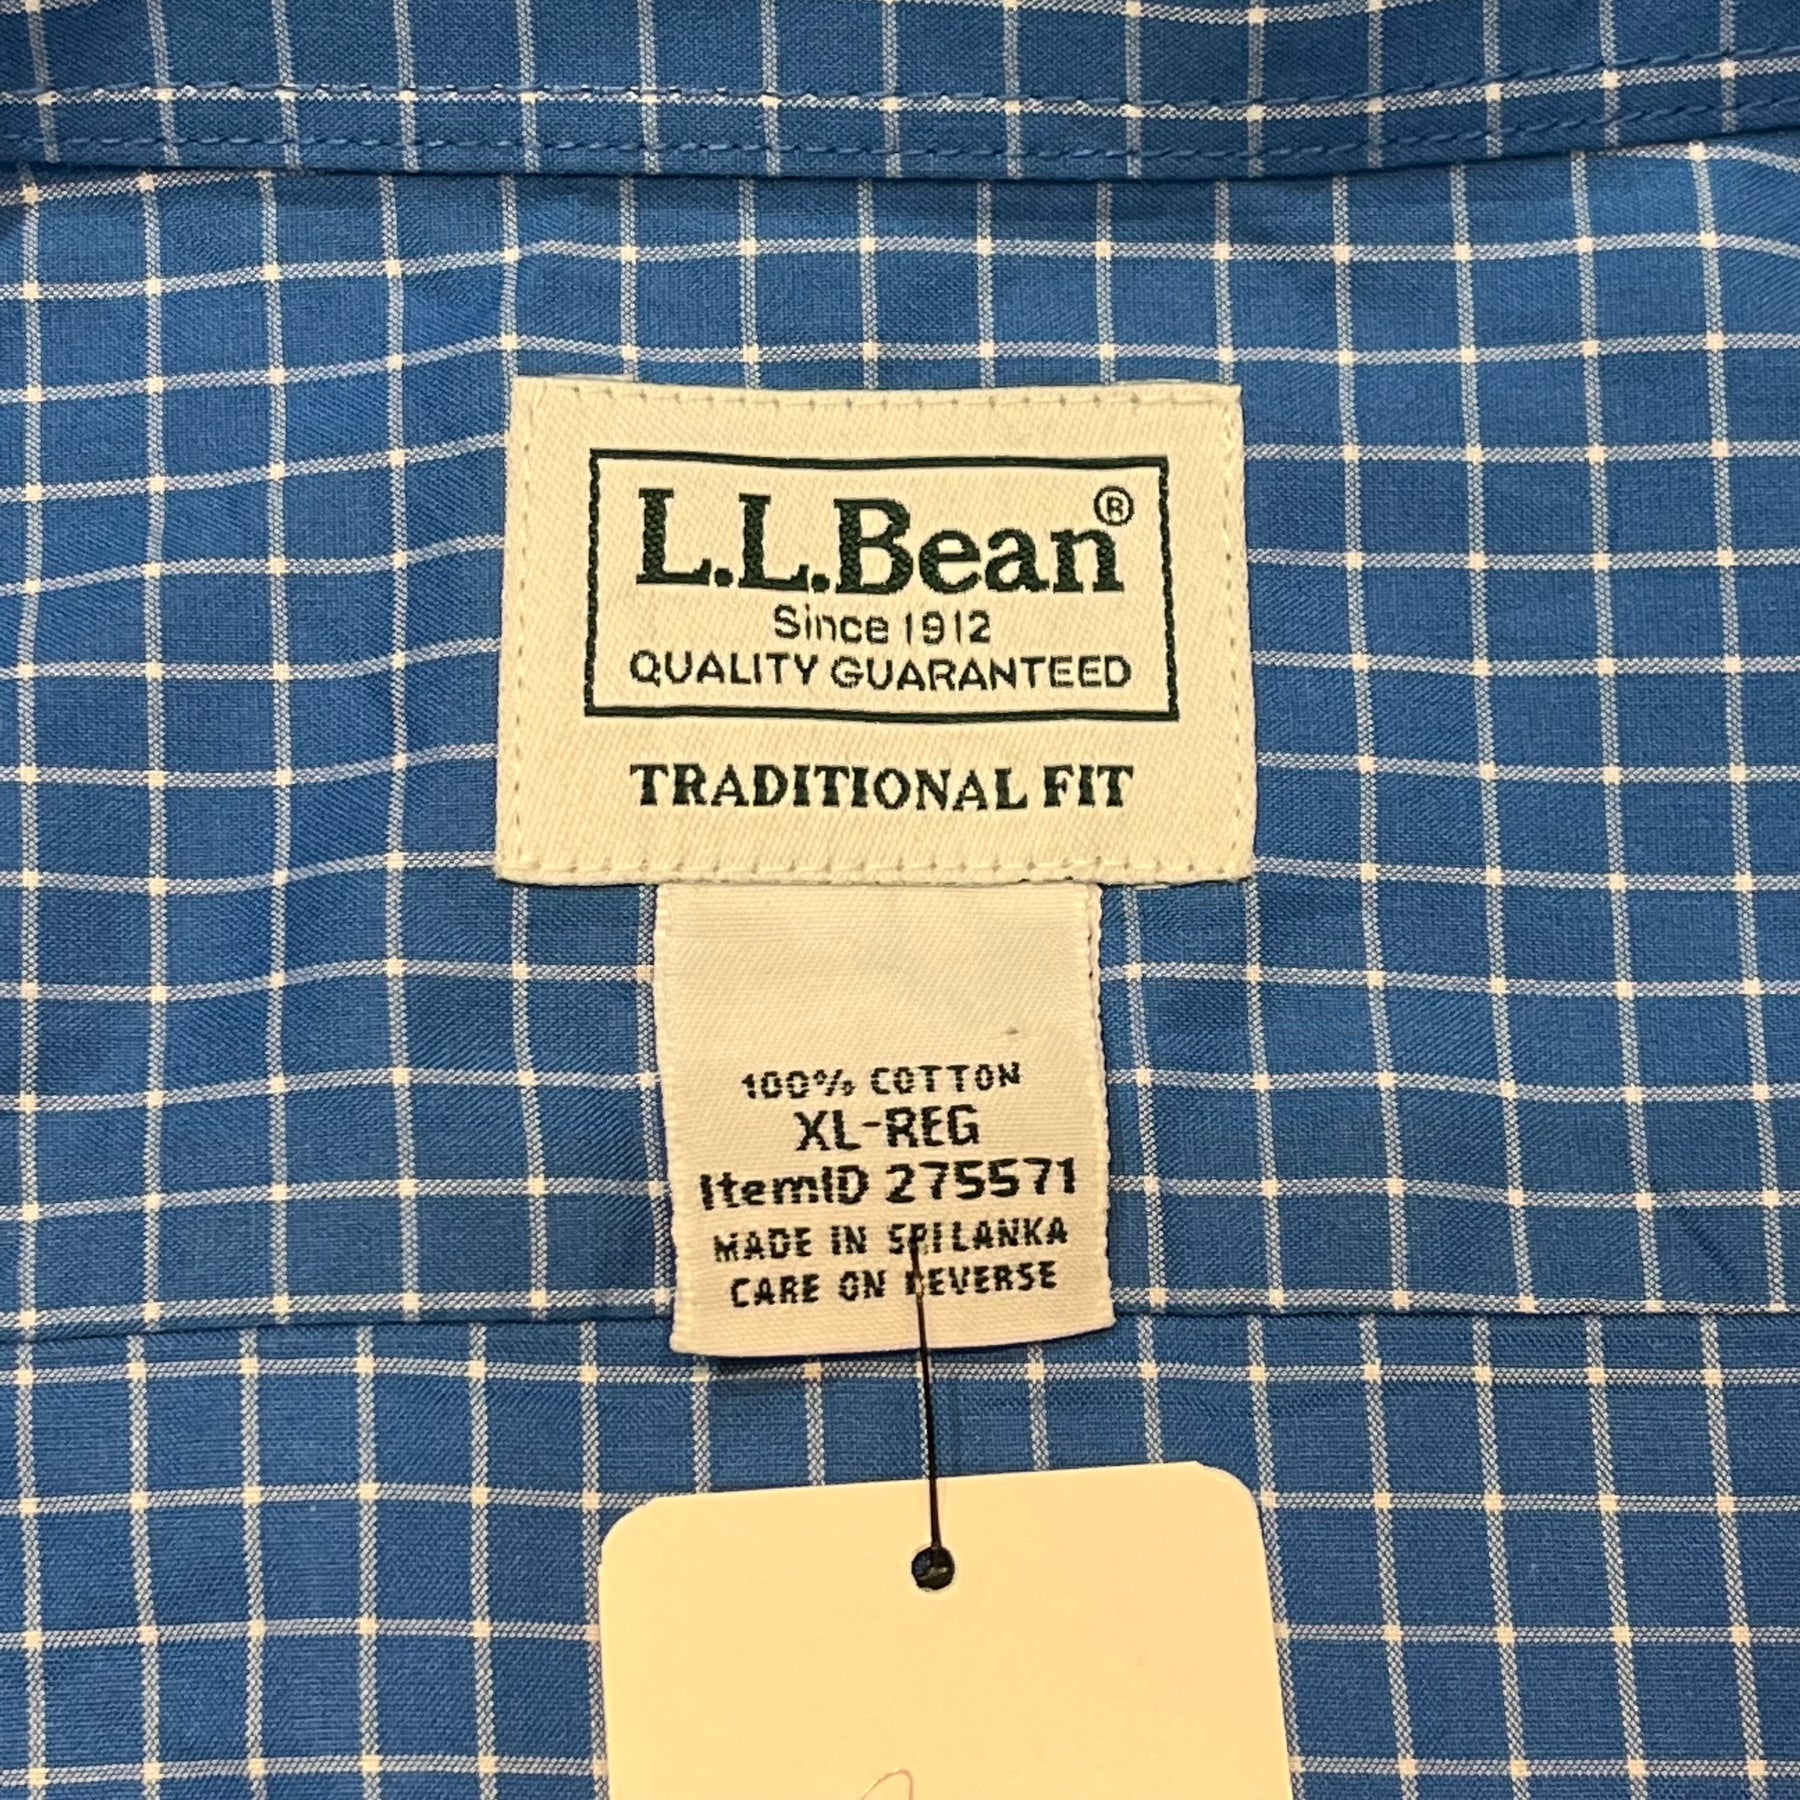 L.L.Bean®
Since 1912
QUALITY GUARANTEED
TRADITIONAL FIT
100% COTTON
XL-REG
ItemID 275571
MADE IN SRI LANKA
CARE ON REVERSE